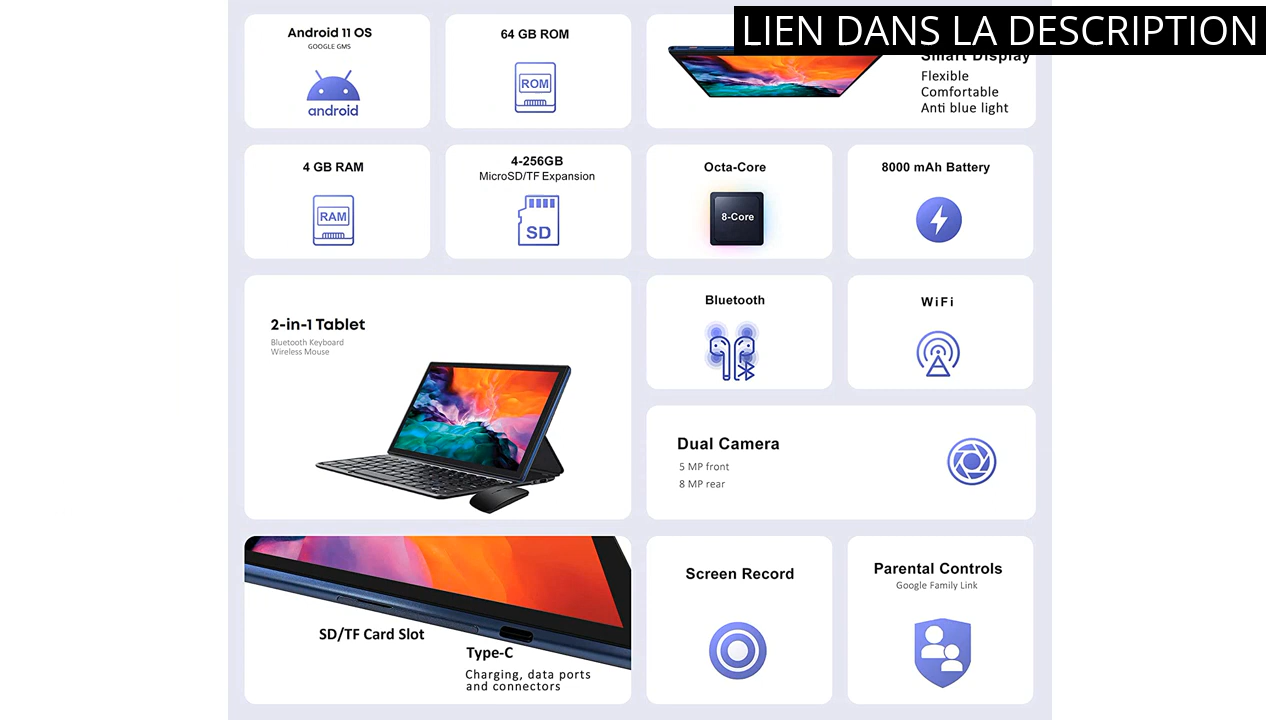 LIEN DANS LA DESCRIPTION
Android 11 OS
GOOGLE GMS
android
64 GB ROM
ROM
Smart Display
Flexible
Comfortable
Anti blue light
4 GB RAM
RAM
4-256GB
MicroSD/TF Expansion
SD
Octa-Core
8-Core
8000 mAh Battery
2-in-1 Tablet
Bluetooth Keyboard
Wireless Mouse
Bluetooth
WiFi
Dual Camera
5 MP front
8 MP rear
SD/TF Card Slot
Type-C
Charging, data ports
and connectors
Screen Record
Parental Controls
Google Family Link